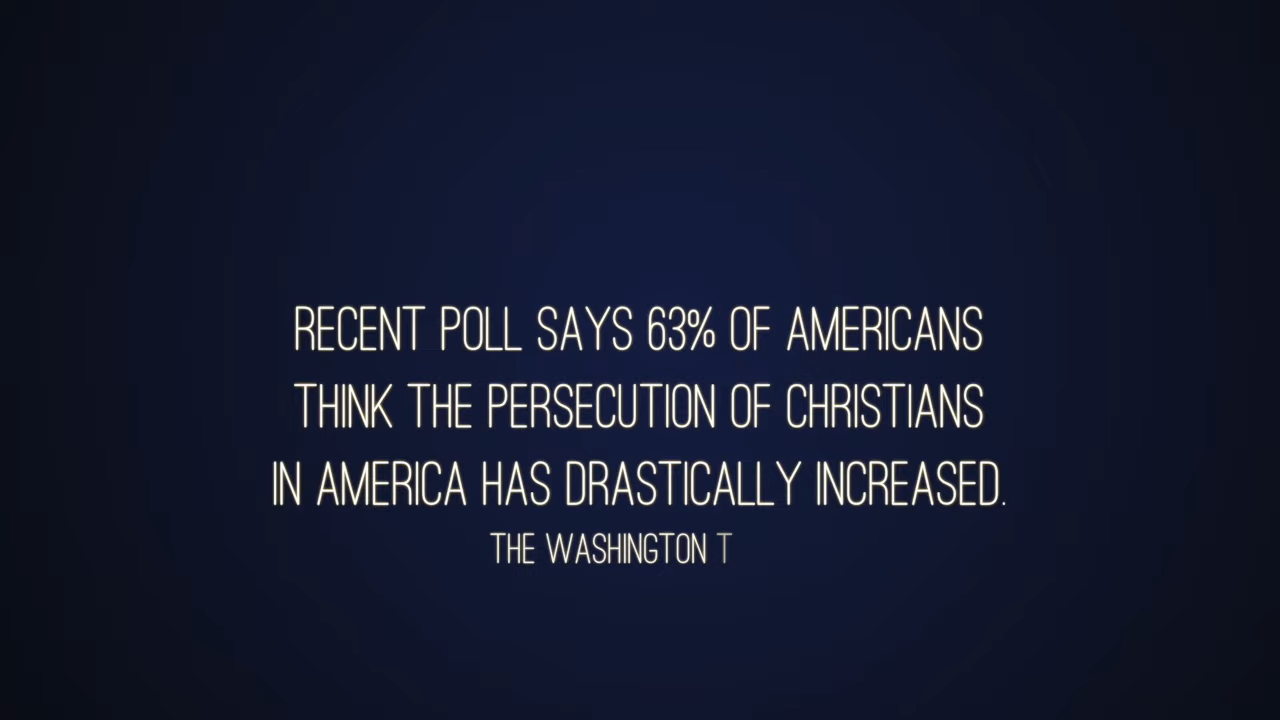 RECENT POLL SAYS 63% OF AMERICANS
THINK THE PERSECUTION OF CHRISTIANS
IN AMERICA HAS DRASTICALLY INCREASED.
THE WASHINGTON T